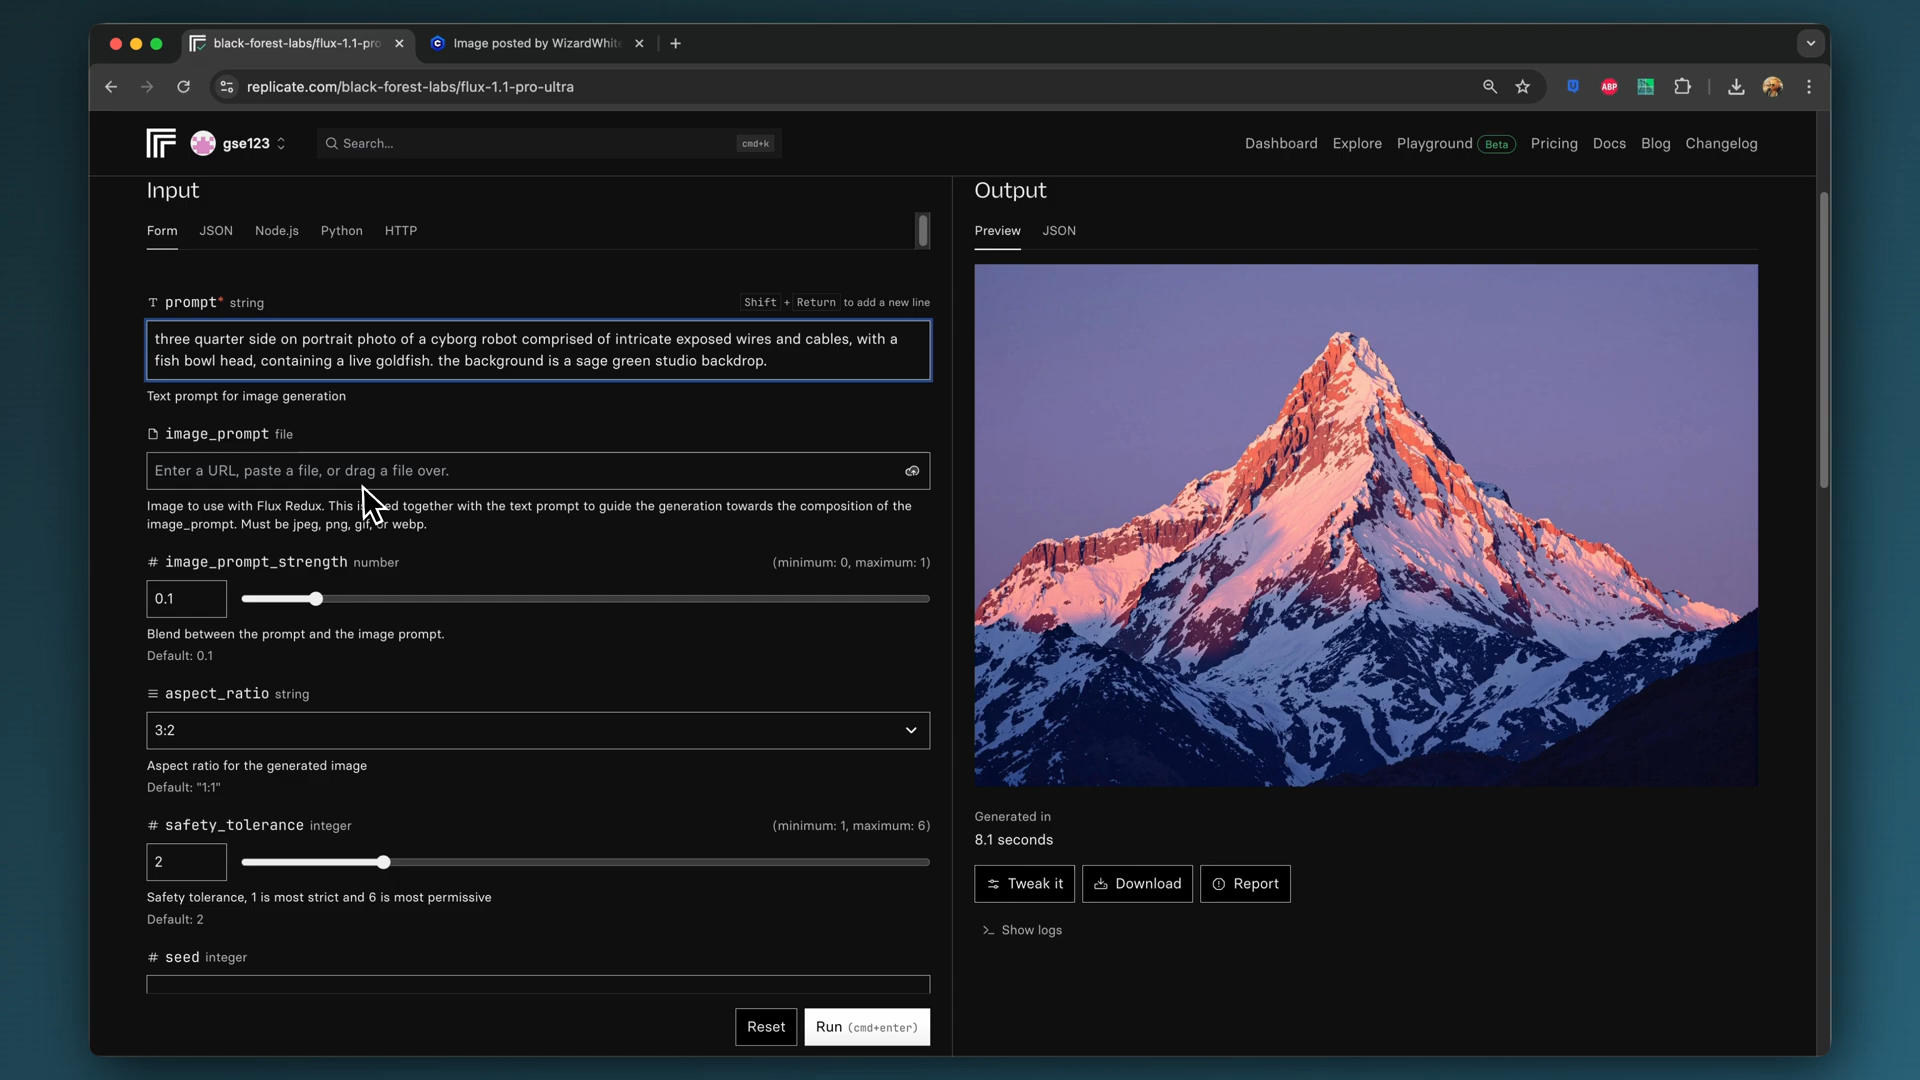 black-forest-labs/flux-1.1-pro
Image posted by WizardWhite
replicate.com/black-forest-labs/flux-1.1-pro-ultra
ABP
gse123
Search...
cmd+k
Dashboard
Explore
Playground
Beta
Pricing
Docs
Blog
Changelog
Input
Form
JSON
Node.js
Python
HTTP
prompt* string
Shift + Return to add a new line
three quarter side on portrait photo of a cyborg robot comprised of intricate exposed wires and cables, with a
fish bowl head, containing a live goldfish. the background is a sage green studio backdrop.
Text prompt for image generation
image_prompt file
Enter a URL, paste a file, or drag a file over.
Image to use with Flux Redux. This is ed together with the text prompt to guide the generation towards the composition of the
image_prompt. Must be jpeg, png, gif, or webp.
# image_prompt_strength number
(minimum: 0, maximum: 1)
0.1
Blend between the prompt and the image prompt.
Default: 0.1
aspect_ratio string
3:2
Aspect ratio for the generated image
Default: "1:1"
# safety_tolerance integer
(minimum: 1, maximum: 6)
2
Safety tolerance, 1 is most strict and 6 is most permissive
Default: 2
# seed integer
Reset
Run (cmd+enter)
Output
Preview
JSON
Generated in
8.1 seconds
Tweak it
Download
Report
>_ Show logs